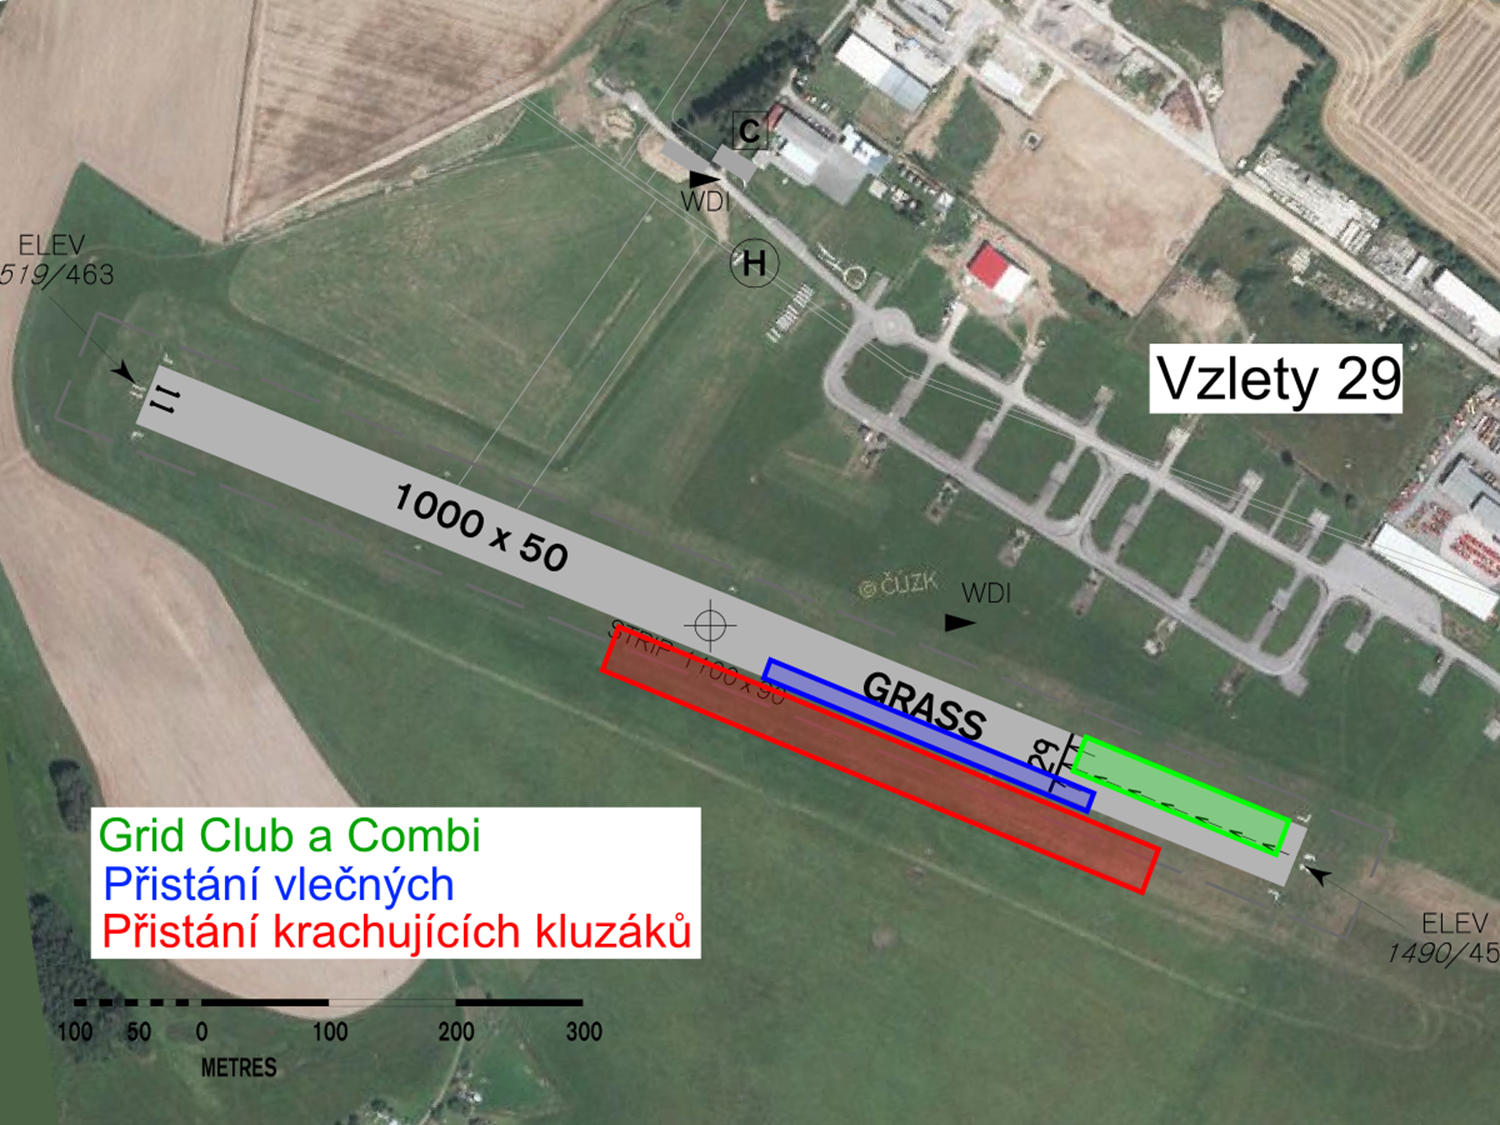 C
WDI
ELEV
519/463
H
Vzlety 29
11
1000 x 50
© ČÚZK
WDI
STRIP 1100 x 90
GRASS
29
Grid Club a Combi
Přistání vlečných
Přistání krachujících kluzáků
ELEV
1490/45
100 50 0 100 200 300
METRES